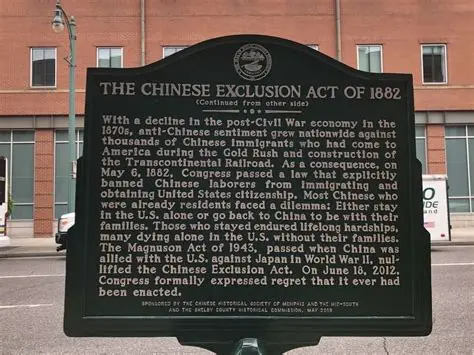 THE CHINESE EXCLUSION ACT OF 1882
(Continued from other side)
With a decline in the post-Civil War economy in the
1870s, anti-Chinese sentiment grew nationwide against
thousands of Chinese immigrants who had come to
America during the Gold Rush and construction of
the Transcontinental Railroad. As a consequence, on
May 6, 1882, Congress passed a law that explicitly
banned Chinese laborers from immigrating and
obtaining United States citizenship. Most Chinese who
were already residents faced a dilemma: Either stay
in the U.S. alone or go back to China to be with their
families. Those who stayed endured lifelong hardships,
many dying alone in the U.S. without their families.
The Magnuson Act of 1943, passed when China was
allied with the U.S. against Japan in World War II, nul-
lified the Chinese Exclusion Act. On June 18, 2012,
Congress formally expressed regret that it ever had
been enacted.
SPONSORED BY THE CHINESE HISTORICAL SOCIETY OF MEMPHIS AND THE MID-SOUTH
AND THE SHELBY COUNTY HISTORICAL COMMISSION, MAY 2019